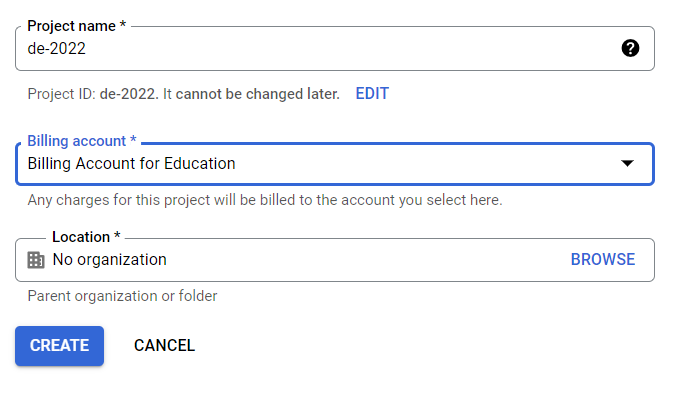 Project name *
de-2022
Project ID: de-2022. It cannot be changed later. EDIT
Billing account *
Billing Account for Education
Any charges for this project will be billed to the account you select here.
Location *
No organization BROWSE
Parent organization or folder
CREATE CANCEL